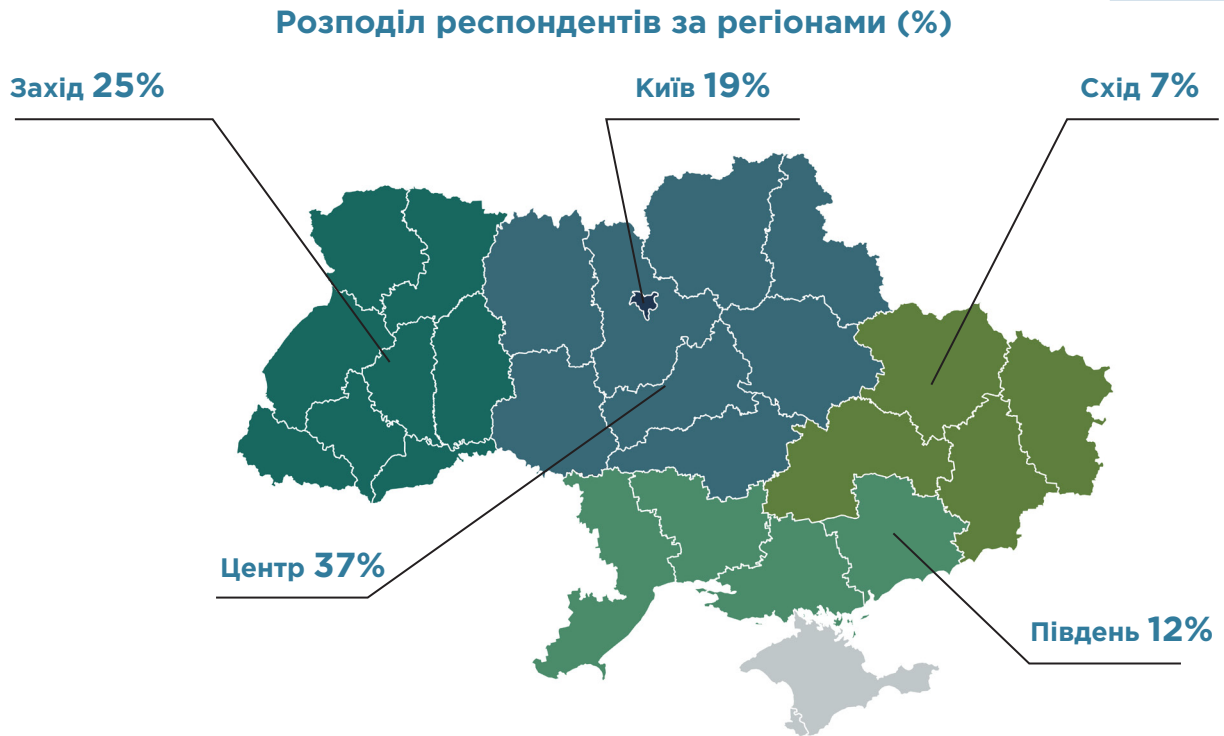 Розподіл респондентів за регіонами (%)
Захід 25%
Київ 19%
Схід 7%
Центр 37%
Південь 12%